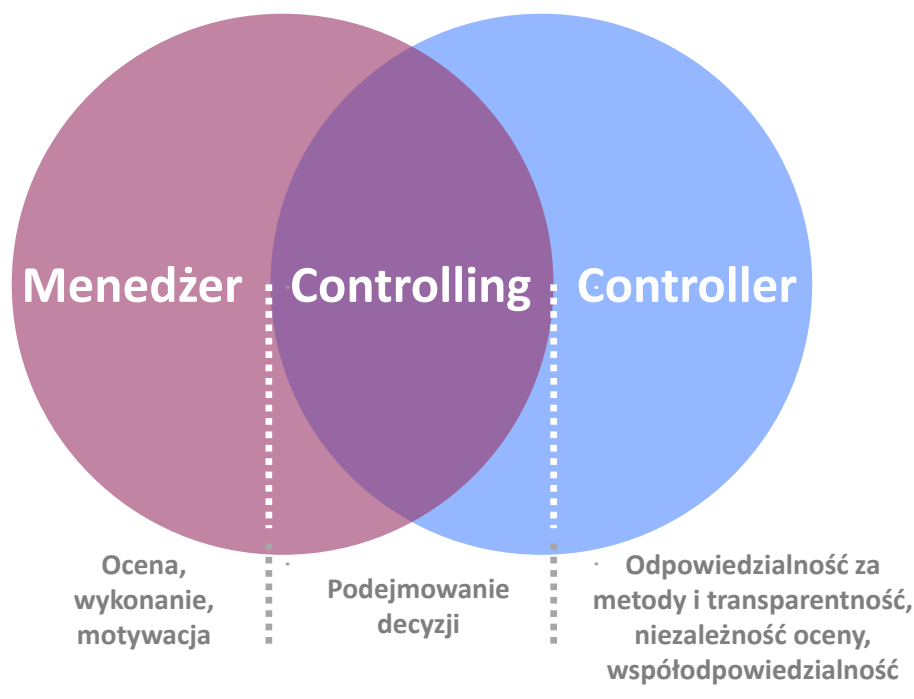 Menedżer
Controlling
Controller
Ocena,
wykonanie,
motywacja
Podejmowanie
decyzji
Odpowiedzialność za
metody i transparentność,
niezależność oceny,
współodpowiedzialność